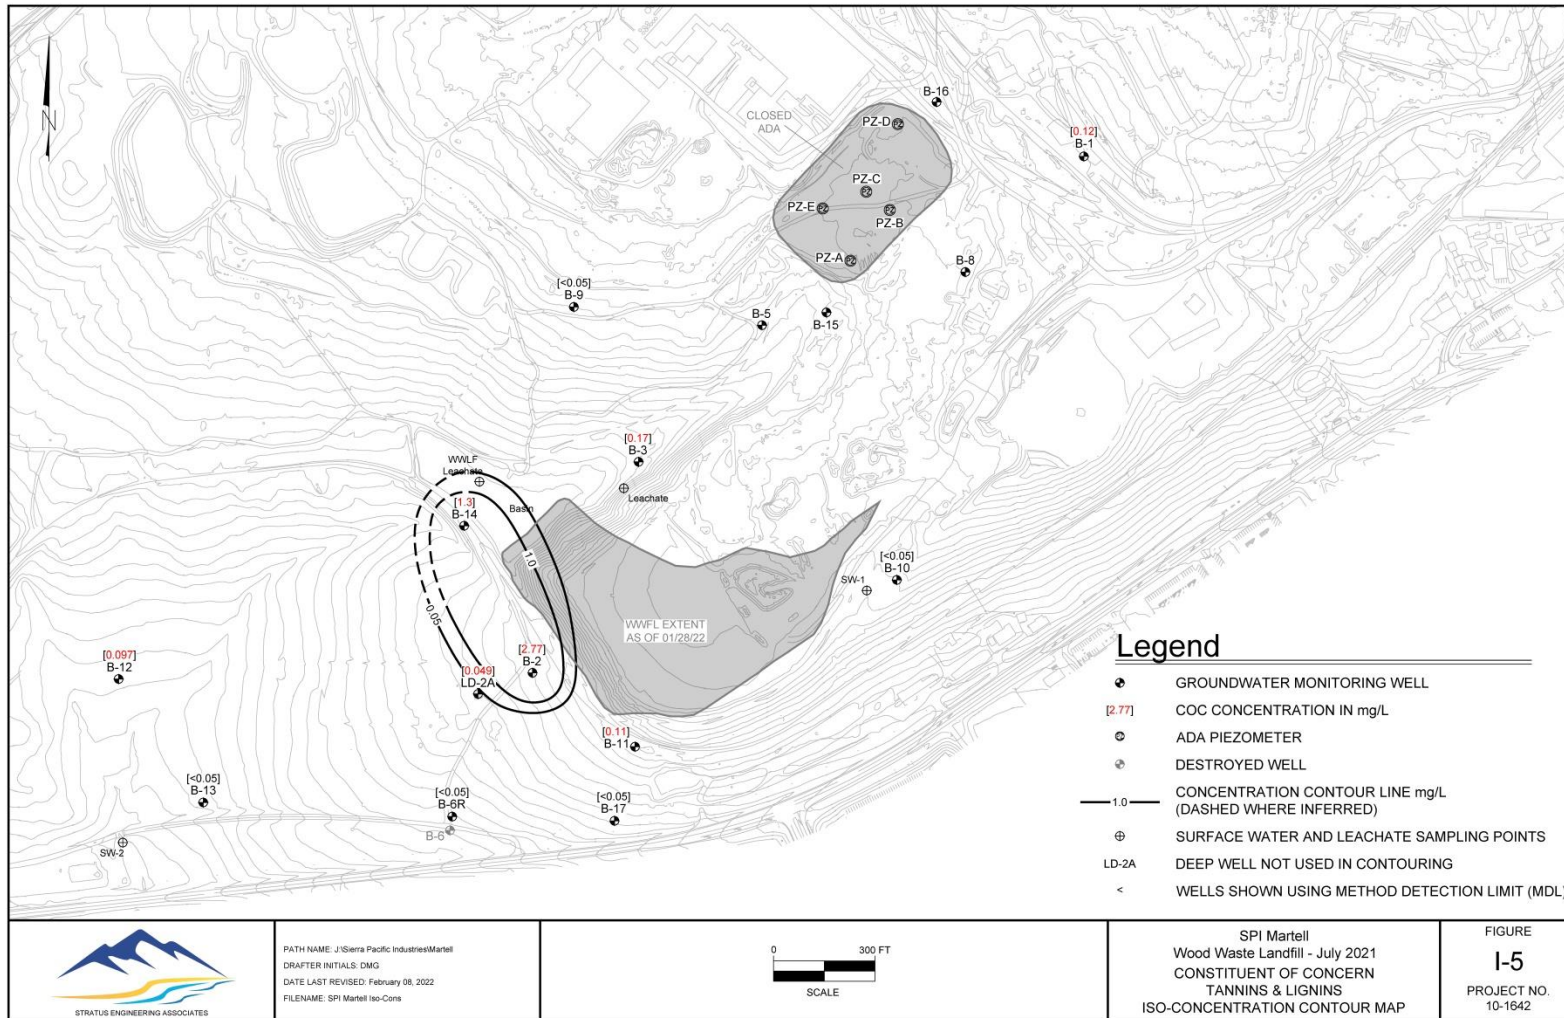 N
B-16
CLOSED
ADA
PZ-D
[0.12]
B-1
PZ-C
PZ-E
PZ-B
PZ-A
B-8
[<0.05]
B-9
B-5
B-15
[0.17]
B-3
WWLF
Leachate
Leachate
[1.3]
B-14
Basin
1.0
[<0.05]
B-10
SW-1
0.05
WWFL EXTENT
AS OF 01/28/22
[0.097]
B-12
[2.77]
B-2
[0.049]
LD-2A
[0.11]
B-11
[<0.05]
B-13
[<0.05]
B-6R
B-6
[<0.05]
B-17
SW-2
Legend
GROUNDWATER MONITORING WELL
[2.77] COC CONCENTRATION IN mg/L
PZ ADA PIEZOMETER
DESTROYED WELL
1.0 CONCENTRATION CONTOUR LINE mg/L
(DASHED WHERE INFERRED)
SURFACE WATER AND LEACHATE SAMPLING POINTS
LD-2A DEEP WELL NOT USED IN CONTOURING
< WELLS SHOWN USING METHOD DETECTION LIMIT (MDL)
STRATUS ENGINEERING ASSOCIATES
PATH NAME: J:\Sierra Pacific Industries\Martell
DRAFTER INITIALS: DMG
DATE LAST REVISED: February 08, 2022
FILENAME: SPI Martell Iso-Cons
0 300 FT
SCALE
SPI Martell
Wood Waste Landfill - July 2021
CONSTITUENT OF CONCERN
TANNINS & LIGNINS
ISO-CONCENTRATION CONTOUR MAP
FIGURE
I-5
PROJECT NO.
10-1642